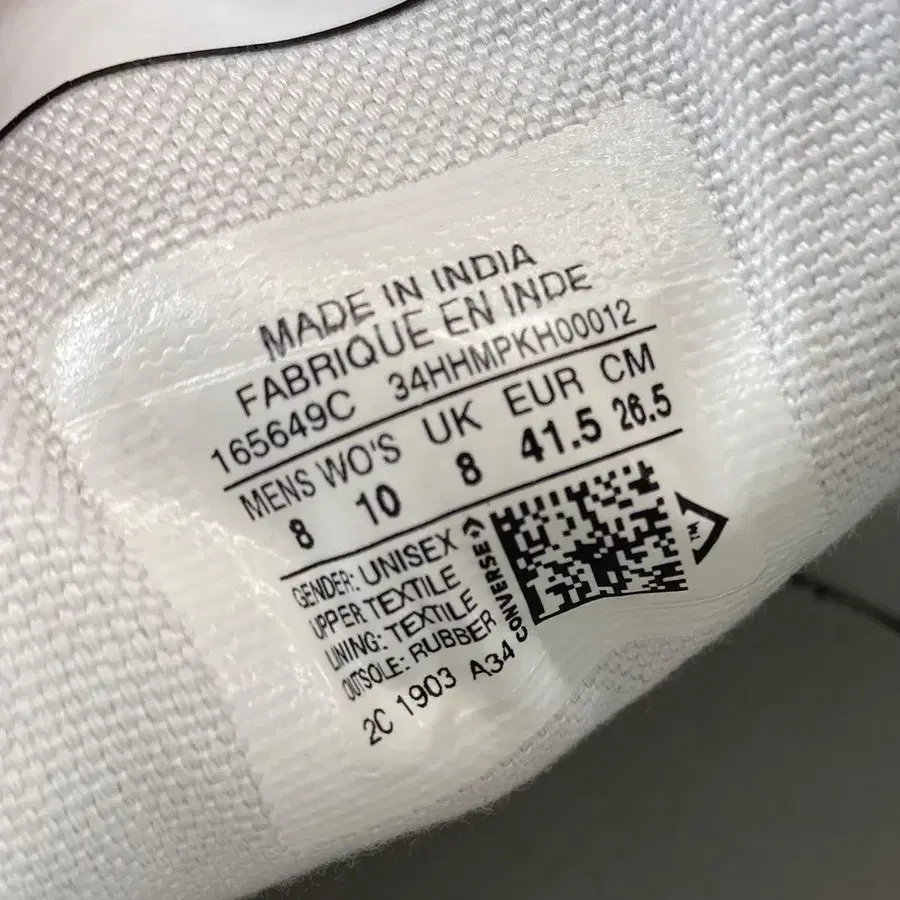 MADE IN INDIA
FABRIQUE EN INDE
165649C 34HHMPKH00012
MENS WO'S UK EUR CM
8 10 8 41.5 26.5
GENDER: UNISEX
UPPER TEXTILE
LINING: TEXTILE
OUTSOLE: RUBBER
2C 1903 A34
CONVERSE
TM